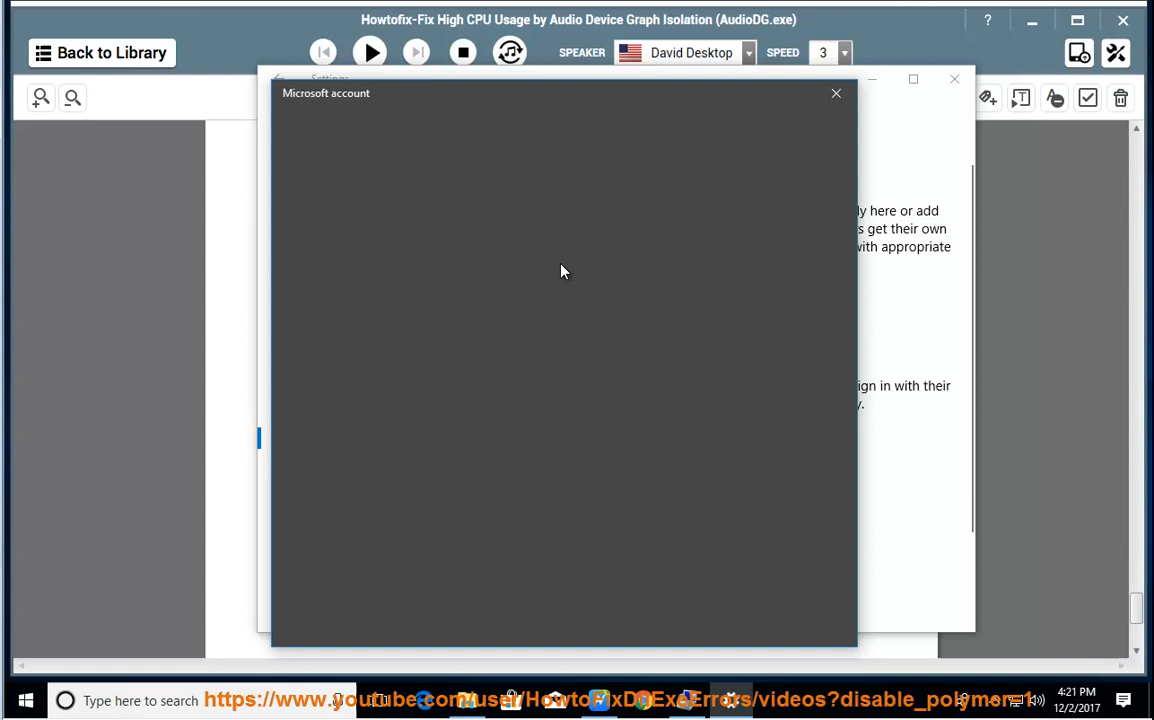 Howtofix-Fix High CPU Usage by Audio Device Graph Isolation (AudioDG.exe)
?
Back to Library
SPEAKER
David Desktop
SPEED
3
Settings
Microsoft account
ly here or add
s get their own
with appropriate
ign in with their
y.
Type here to search
https://www.youtube.com/user/HowtoFixDllExeErrors/videos?disable_polymer=1
4:21 PM
12/2/2017